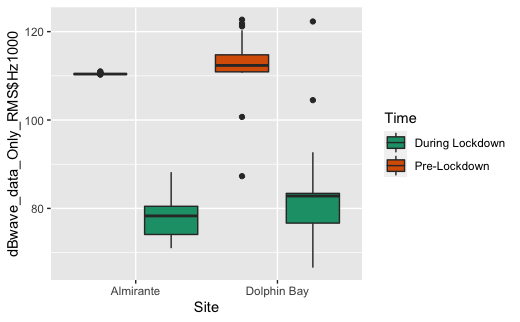 dBwave_data_Only_RMS$Hz1000
120
100
80
Almirante
Dolphin Bay
Site
Time
During Lockdown
Pre-Lockdown